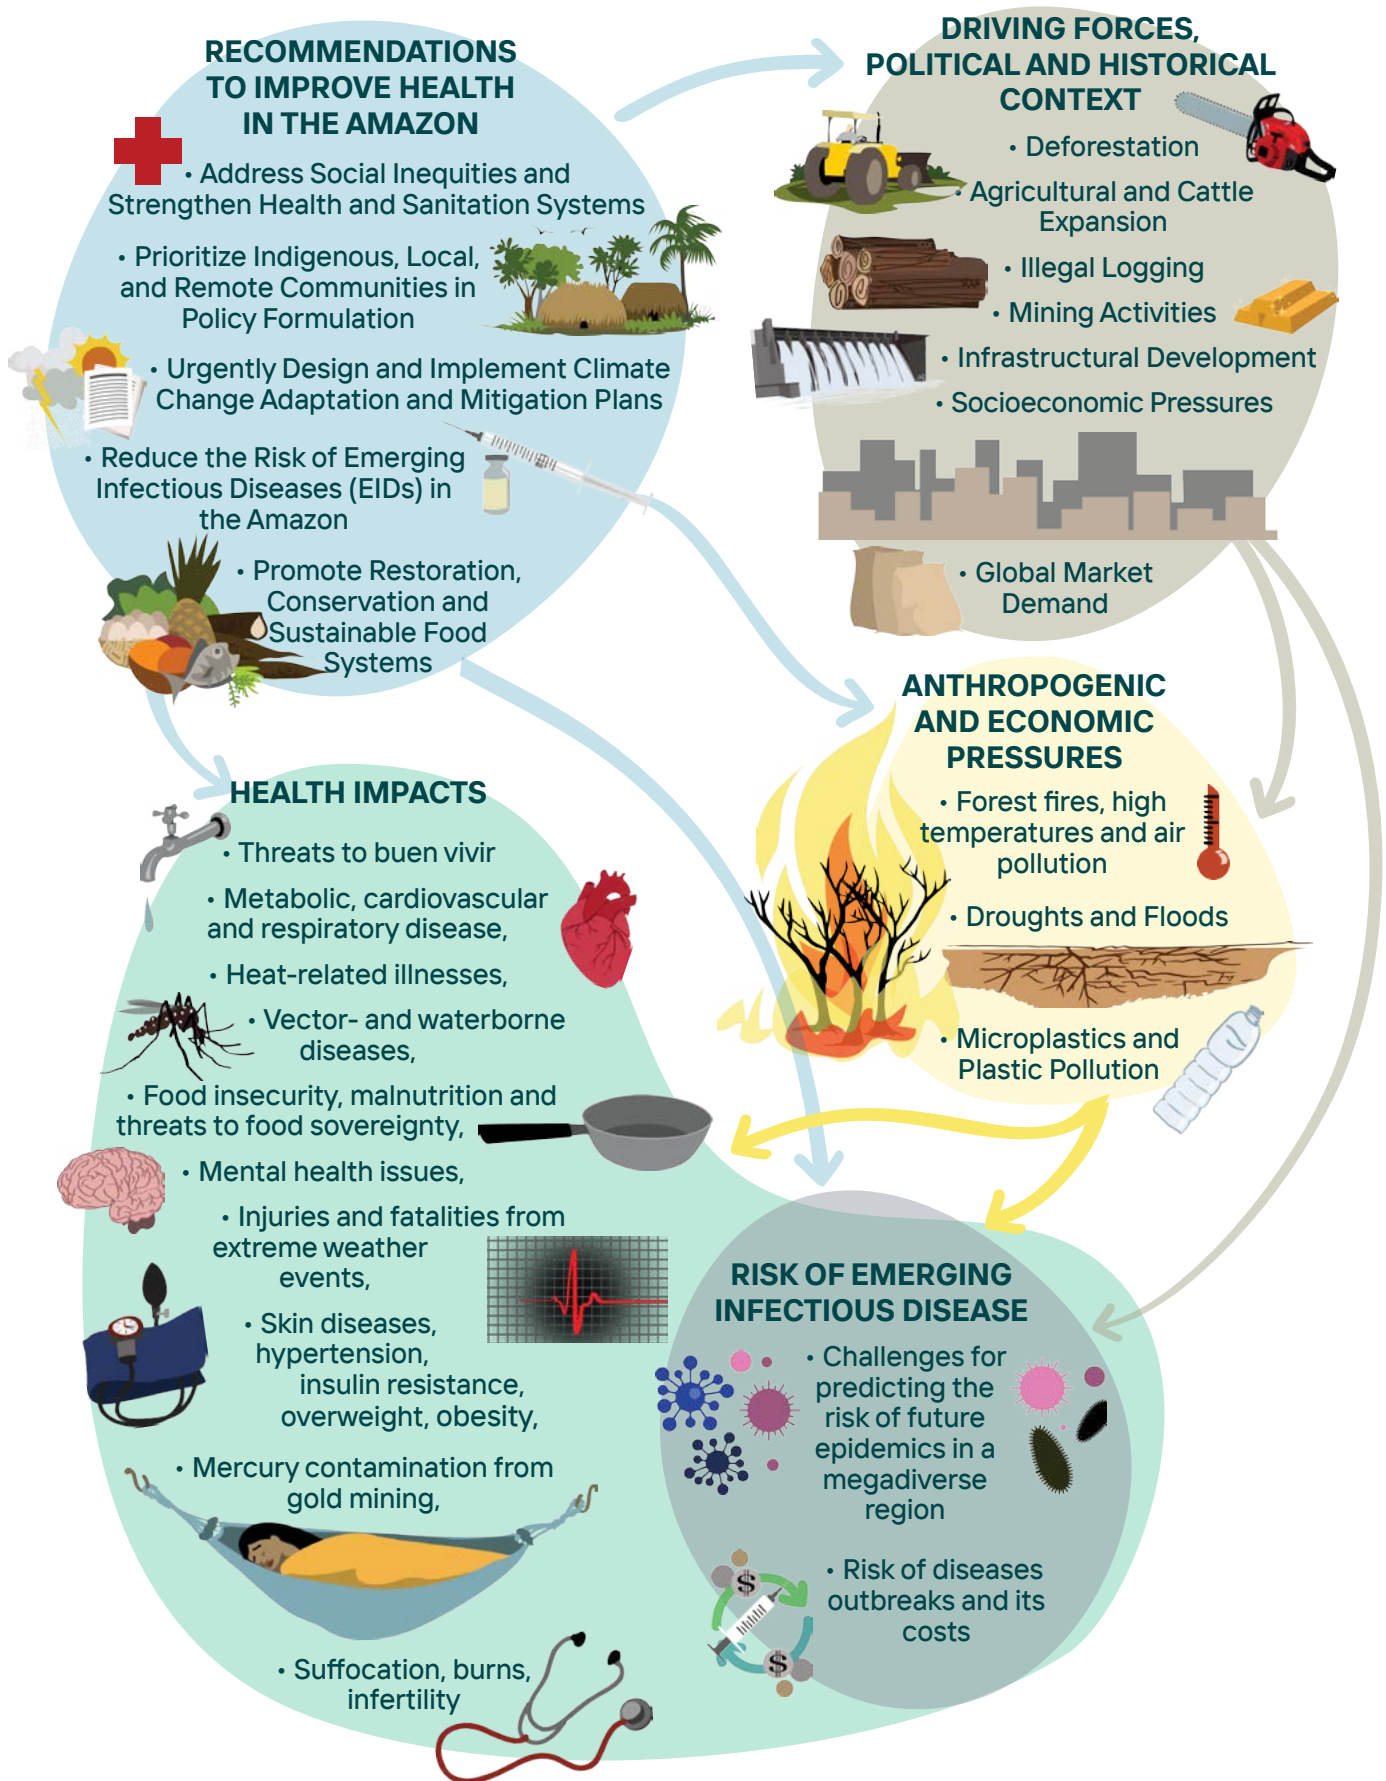 RECOMMENDATIONS
TO IMPROVE HEALTH
IN THE AMAZON
• Address Social Inequities and
Strengthen Health and Sanitation Systems
• Prioritize Indigenous, Local,
and Remote Communities in
Policy Formulation
• Urgently Design and Implement Climate
Change Adaptation and Mitigation Plans
• Reduce the Risk of Emerging
Infectious Diseases (EIDs) in
the Amazon
• Promote Restoration,
Conservation and
Sustainable Food
Systems
DRIVING FORCES,
POLITICAL AND HISTORICAL
CONTEXT
• Deforestation
• Agricultural and Cattle
Expansion
• Illegal Logging
• Mining Activities
• Infrastructural Development
• Socioeconomic Pressures
• Global Market
Demand
ANTHROPOGENIC
AND ECONOMIC
PRESSURES
• Forest fires, high
temperatures and air
pollution
• Droughts and Floods
• Microplastics and
Plastic Pollution
HEALTH IMPACTS
• Threats to buen vivir
• Metabolic, cardiovascular
and respiratory disease,
• Heat-related illnesses,
• Vector- and waterborne
diseases,
• Food insecurity, malnutrition and
threats to food sovereignty,
• Mental health issues,
• Injuries and fatalities from
extreme weather
events,
• Skin diseases,
hypertension,
insulin resistance,
overweight, obesity,
• Mercury contamination from
gold mining,
• Suffocation, burns,
infertility
RISK OF EMERGING
INFECTIOUS DISEASE
• Challenges for
predicting the
risk of future
epidemics in a
megadiverse
region
• Risk of diseases
outbreaks and its
costs
$
$